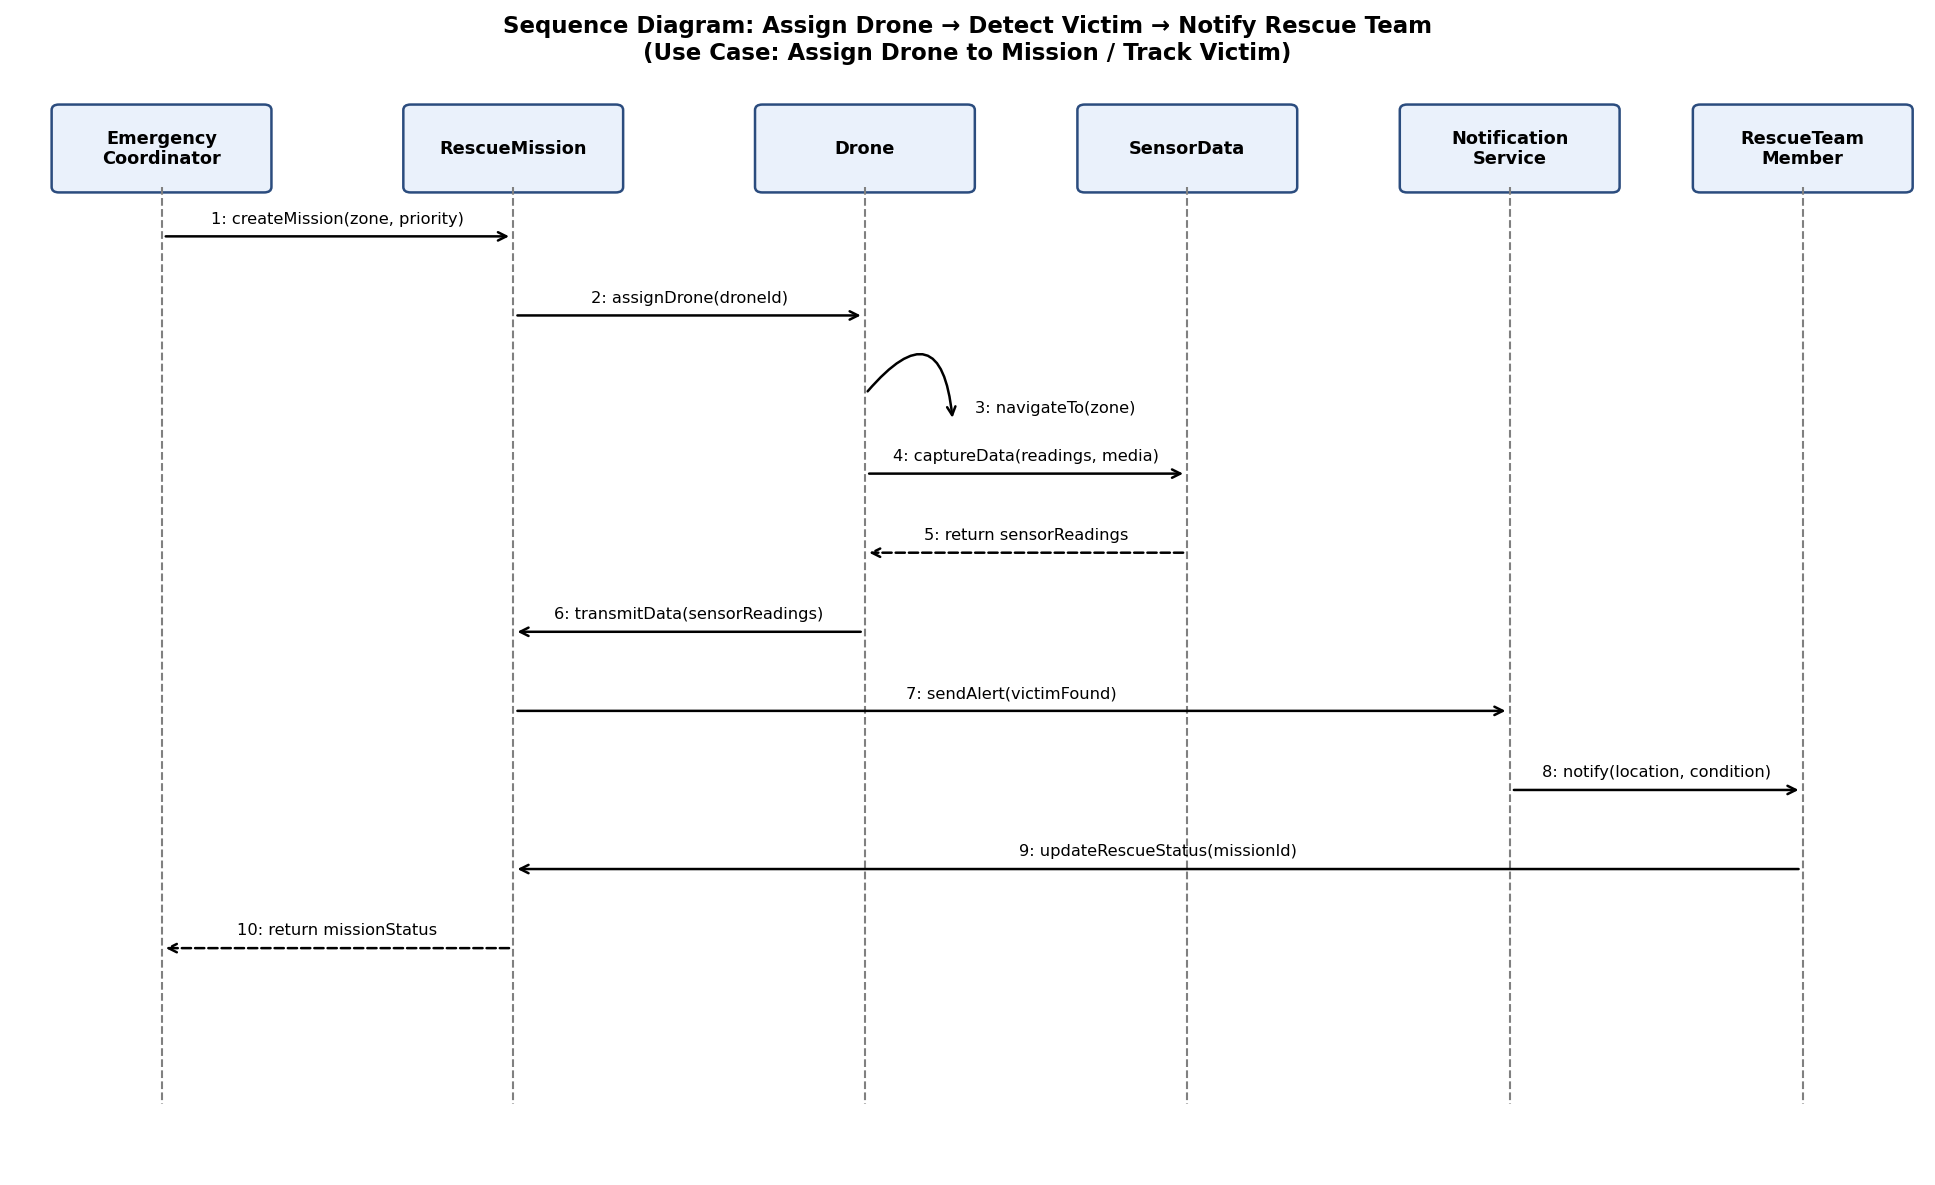 Sequence Diagram: Assign Drone → Detect Victim → Notify Rescue Team
(Use Case: Assign Drone to Mission / Track Victim)
Emergency
Coordinator
RescueMission
Drone
SensorData
Notification
Service
RescueTeam
Member
1: createMission(zone, priority)
2: assignDrone(droneId)
3: navigateTo(zone)
4: captureData(readings, media)
5: return sensorReadings
6: transmitData(sensorReadings)
7: sendAlert(victimFound)
8: notify(location, condition)
9: updateRescueStatus(missionId)
10: return missionStatus